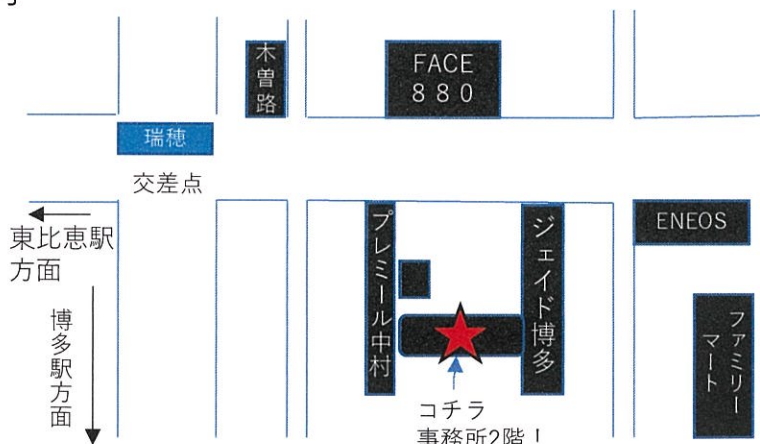 木曽路
FACE
８８０
瑞穂
交差点
東比恵駅
方面
博多駅方面
プレミール中村
ジェイド博多
ENEOS
ファミリー
マート
コチラ
事務所2階！